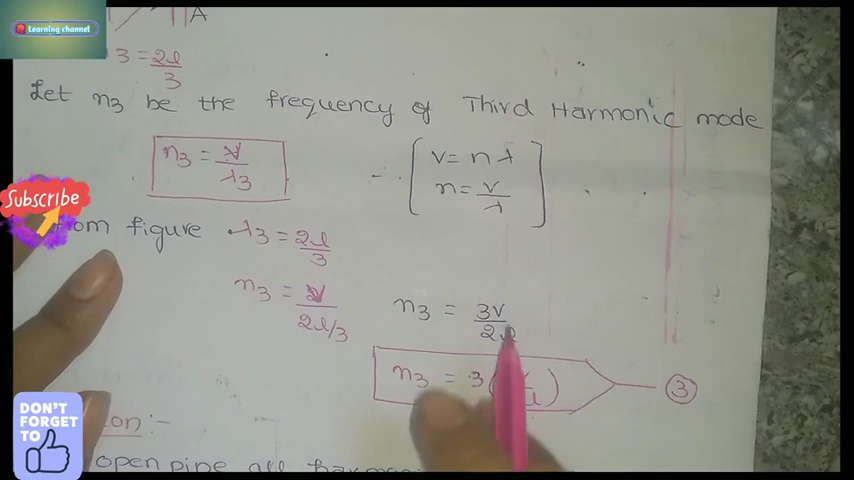 Learning channel
A
3 = 2l/3
Let n3 be the frequency of Third Harmonic mode
n3 = v/λ3
[ v = nλ
n = v/λ ]
Subscribe
from figure λ3 = 2l/3
n3 = v/2l/3
n3 = 3v/2l
n3 = 3( ) 3
DON'T FORGET TO
open pipe all